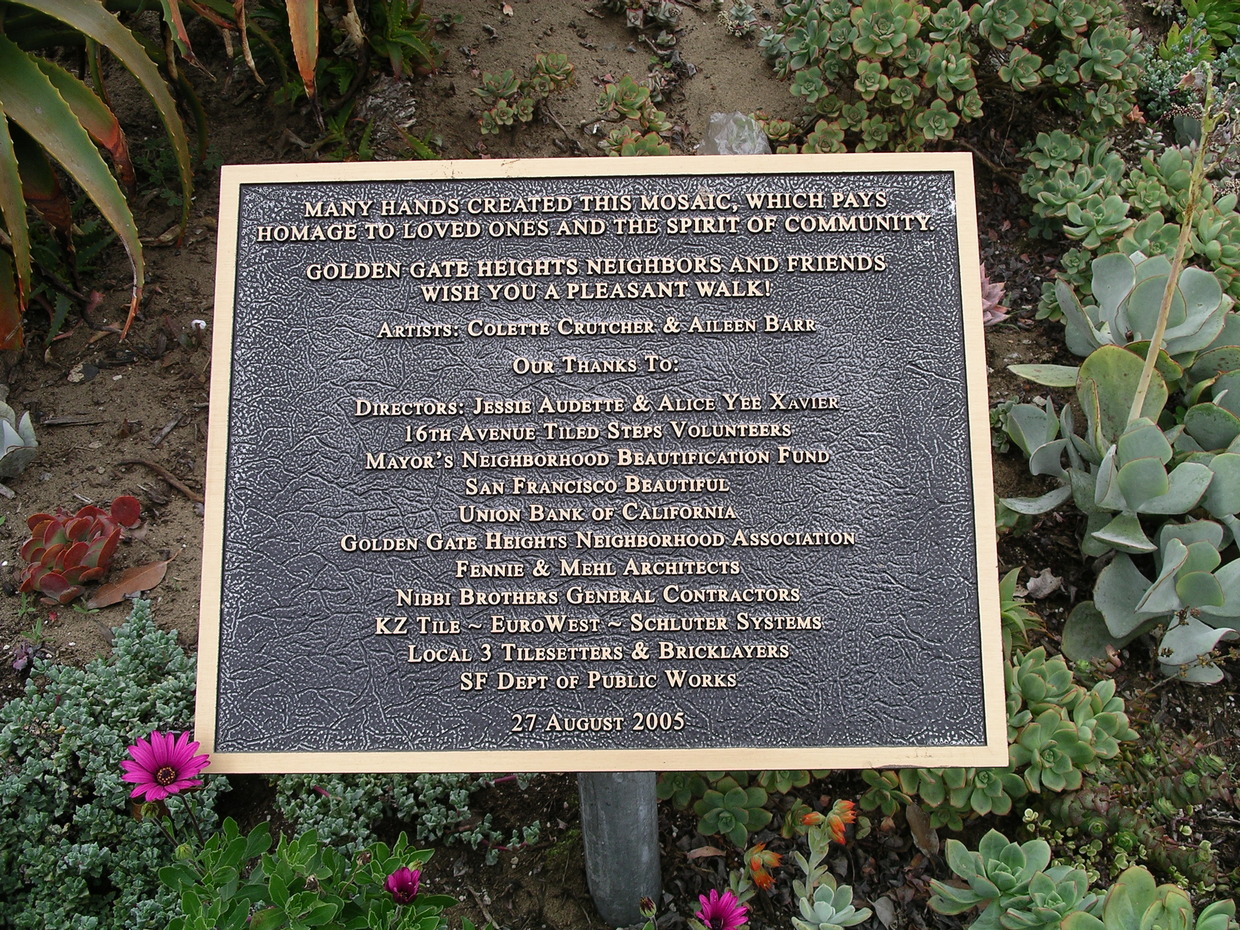 MANY HANDS CREATED THIS MOSAIC, WHICH PAYS
HOMAGE TO LOVED ONES AND THE SPIRIT OF COMMUNITY.
GOLDEN GATE HEIGHTS NEIGHBORS AND FRIENDS
WISH YOU A PLEASANT WALK!
ARTISTS: COLETTE CRUTCHER & AILEEN BARR
OUR THANKS TO:
DIRECTORS: JESSIE AUDETTE & ALICE YEE XAVIER
16TH AVENUE TILED STEPS VOLUNTEERS
MAYOR'S NEIGHBORHOOD BEAUTIFICATION FUND
SAN FRANCISCO BEAUTIFUL
UNION BANK OF CALIFORNIA
GOLDEN GATE HEIGHTS NEIGHBORHOOD ASSOCIATION
FENNIE & MEHL ARCHITECTS
NIBBI BROTHERS GENERAL CONTRACTORS
KZ TILE ~ EUROWEST ~ SCHLUTER SYSTEMS
LOCAL 3 TILESETTERS & BRICKLAYERS
SF DEPT OF PUBLIC WORKS
27 AUGUST 2005